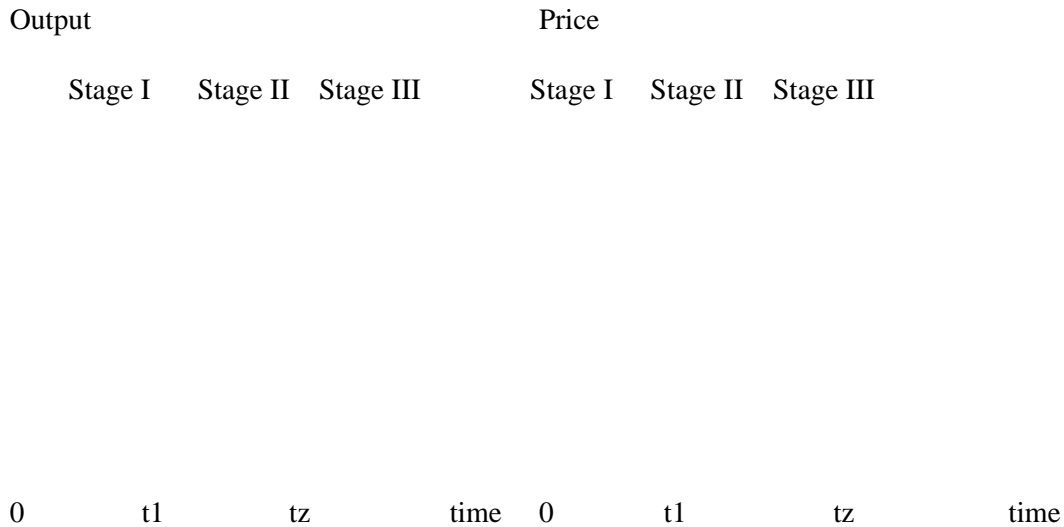 Output Price
Stage I Stage II Stage III Stage I Stage II Stage III
0 t1 tz time 0 t1 tz time